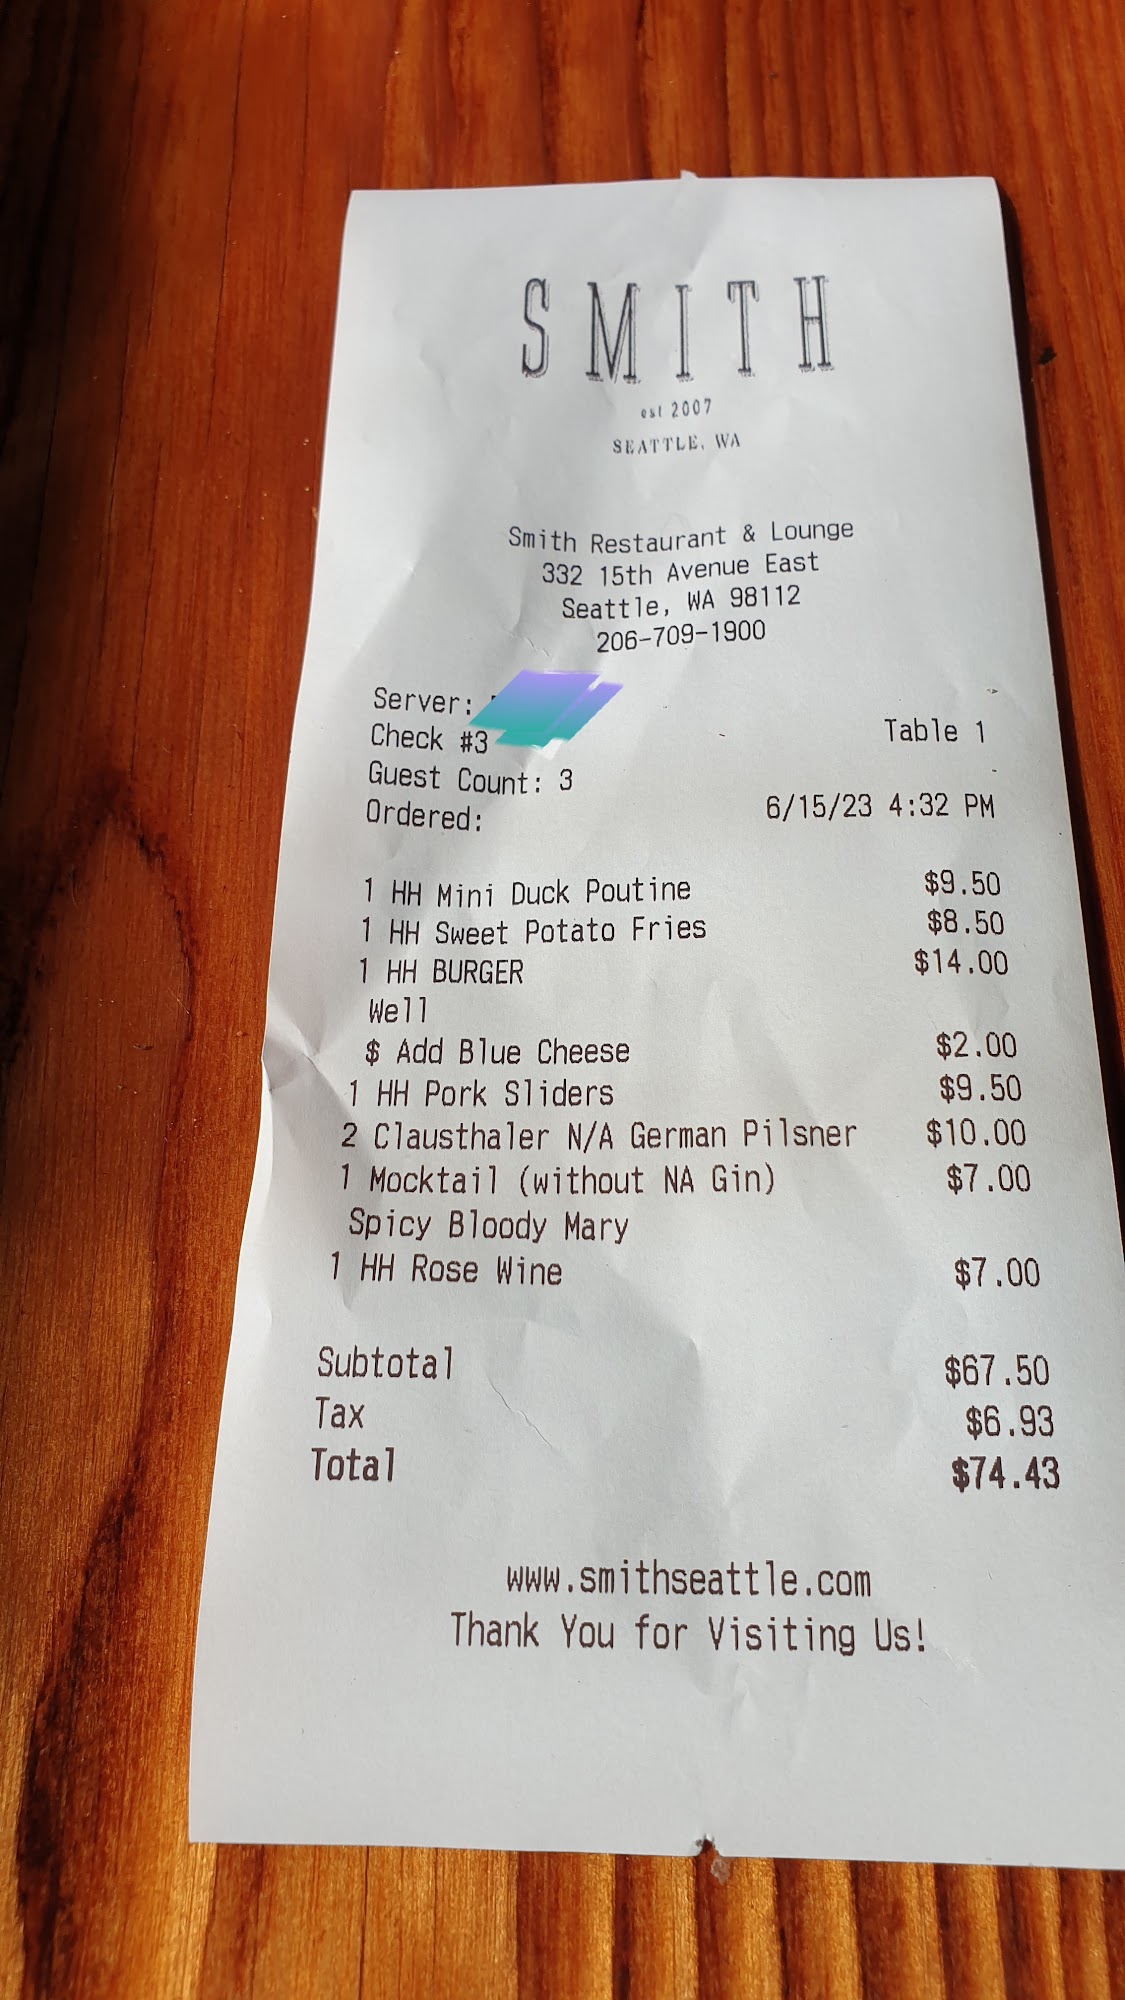 SMITH
est 2007
SEATTLE, WA
Smith Restaurant & Lounge
332 15th Avenue East
Seattle, WA 98112
206-709-1900
Server:
Check #3 Table 1
Guest Count: 3
Ordered: 6/15/23 4:32 PM
1 HH Mini Duck Poutine $9.50
1 HH Sweet Potato Fries $8.50
1 HH BURGER $14.00
Well
$ Add Blue Cheese $2.00
1 HH Pork Sliders $9.50
2 Clausthaler N/A German Pilsner $10.00
1 Mocktail (without NA Gin) $7.00
Spicy Bloody Mary
1 HH Rose Wine $7.00
Subtotal $67.50
Tax $6.93
Total $74.43
www.smithseattle.com
Thank You for Visiting Us!